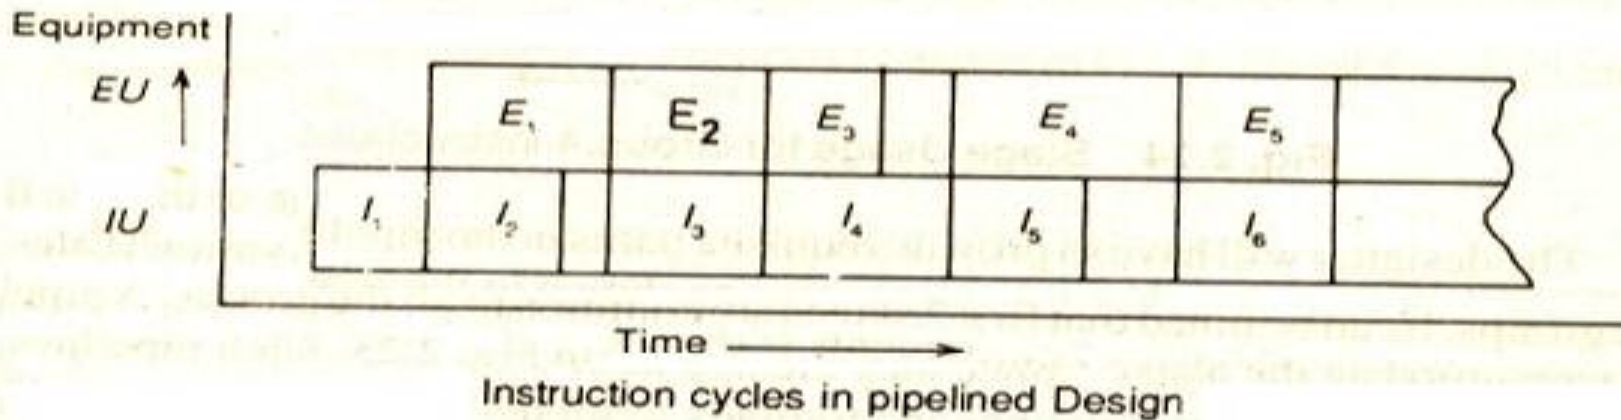 Equipment
EU
E₁ E₂ E₃ E₄ E₅
IU
I₁ I₂ I₃ I₄ I₅ I₆
Time
Instruction cycles in pipelined Design